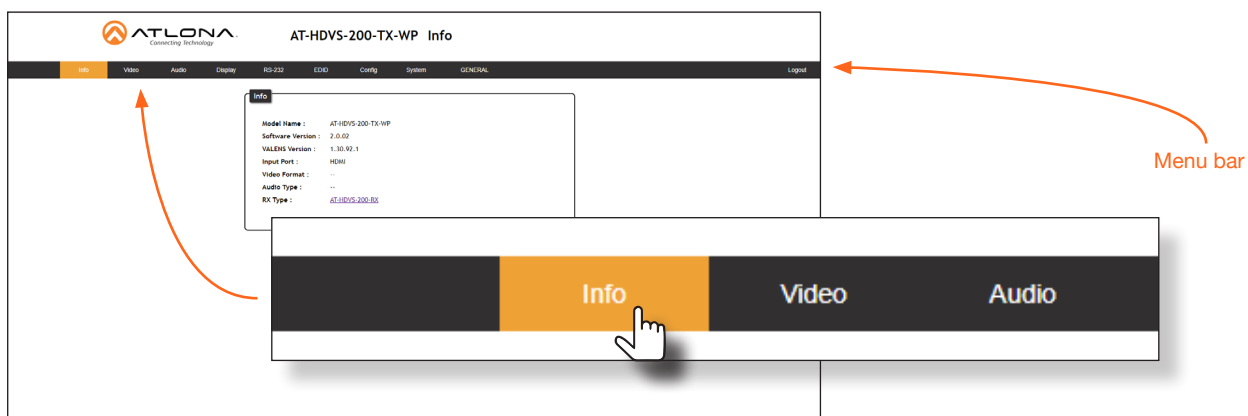 ATLONA
Connecting Technology
AT-HDVS-200-TX-WP Info
Info Video Audio Display RS-232 EDID Config System GENERAL Logout
Info
Model Name : AT-HDVS-200-TX-WP
Software Version : 2.0.02
VALENS Version : 1.30.92.1
Input Port : HDMI
Video Format : --
Audio Type : --
RX Type : AT-HDVS-200-RX
Menu bar
Info Video Audio